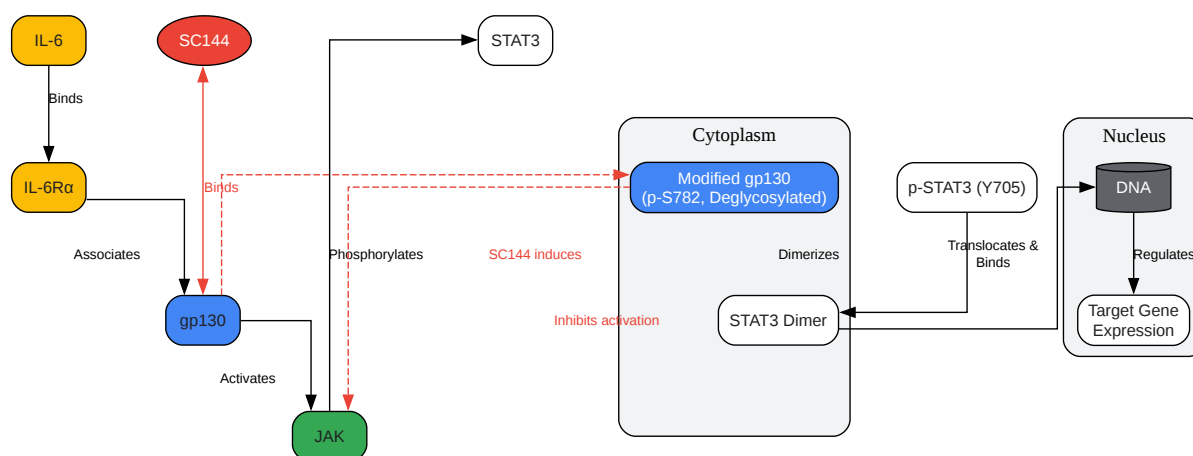 IL-6
SC144
STAT3
Binds
Cytoplasm
Nucleus
IL-6Rα
Binds
Modified gp130
(p-S782, Deglycosylated)
p-STAT3 (Y705)
DNA
Associates
Phosphorylates
SC144 induces
Dimerizes
Translocates &
Binds
Regulates
gp130
Inhibits activation
STAT3 Dimer
Target Gene
Expression
Activates
JAK